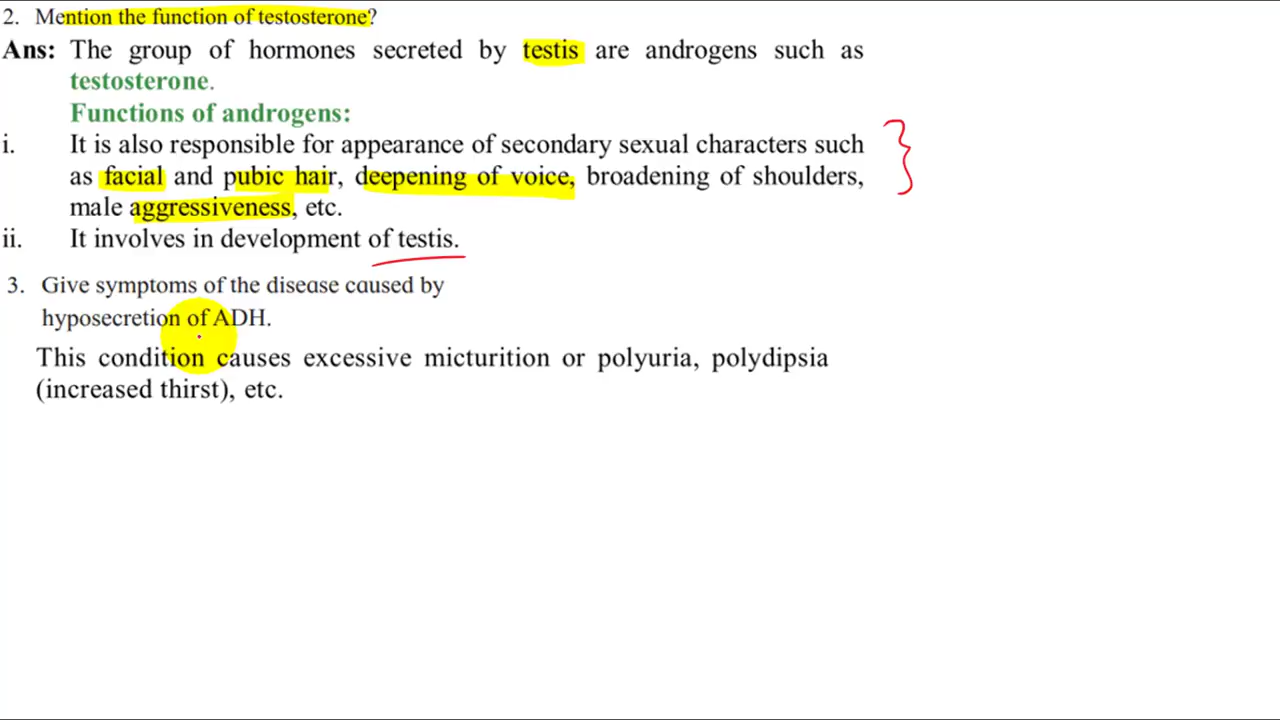 2. Mention the function of testosterone?
Ans: The group of hormones secreted by testis are androgens such as
testosterone.
Functions of androgens:
i. It is also responsible for appearance of secondary sexual characters such
as facial and pubic hair, deepening of voice, broadening of shoulders,
male aggressiveness, etc.
ii. It involves in development of testis.
3. Give symptoms of the disease caused by
hyposecretion of ADH.
This condition causes excessive micturition or polyuria, polydipsia
(increased thirst), etc.